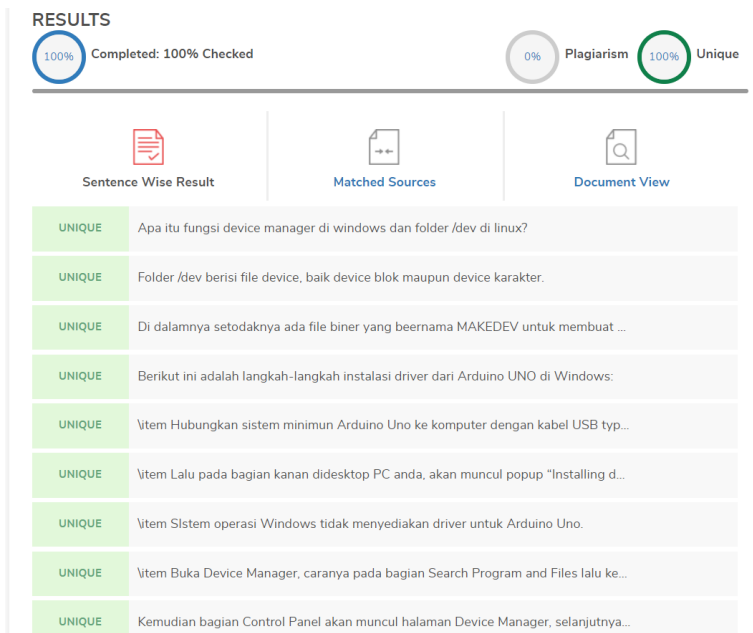 RESULTS
100% Completed: 100% Checked 0% Plagiarism 100% Unique
Sentence Wise Result Matched Sources Document View
UNIQUE Apa itu fungsi device manager di windows dan folder /dev di linux?
UNIQUE Folder /dev berisi file device, baik device blok maupun device karakter.
UNIQUE Di dalamnya setodaknya ada file biner yang beernama MAKEDEV untuk membuat ...
UNIQUE Berikut ini adalah langkah-langkah instalasi driver dari Arduino UNO di Windows:
UNIQUE \item Hubungkan sistem minimun Arduino Uno ke komputer dengan kabel USB typ...
UNIQUE \item Lalu pada bagian kanan didesktop PC anda, akan muncul popup “Installing d...
UNIQUE \item SIstem operasi Windows tidak menyediakan driver untuk Arduino Uno.
UNIQUE \item Buka Device Manager, caranya pada bagian Search Program and Files lalu ke...
UNIQUE Kemudian bagian Control Panel akan muncul halaman Device Manager, selanjutnya...